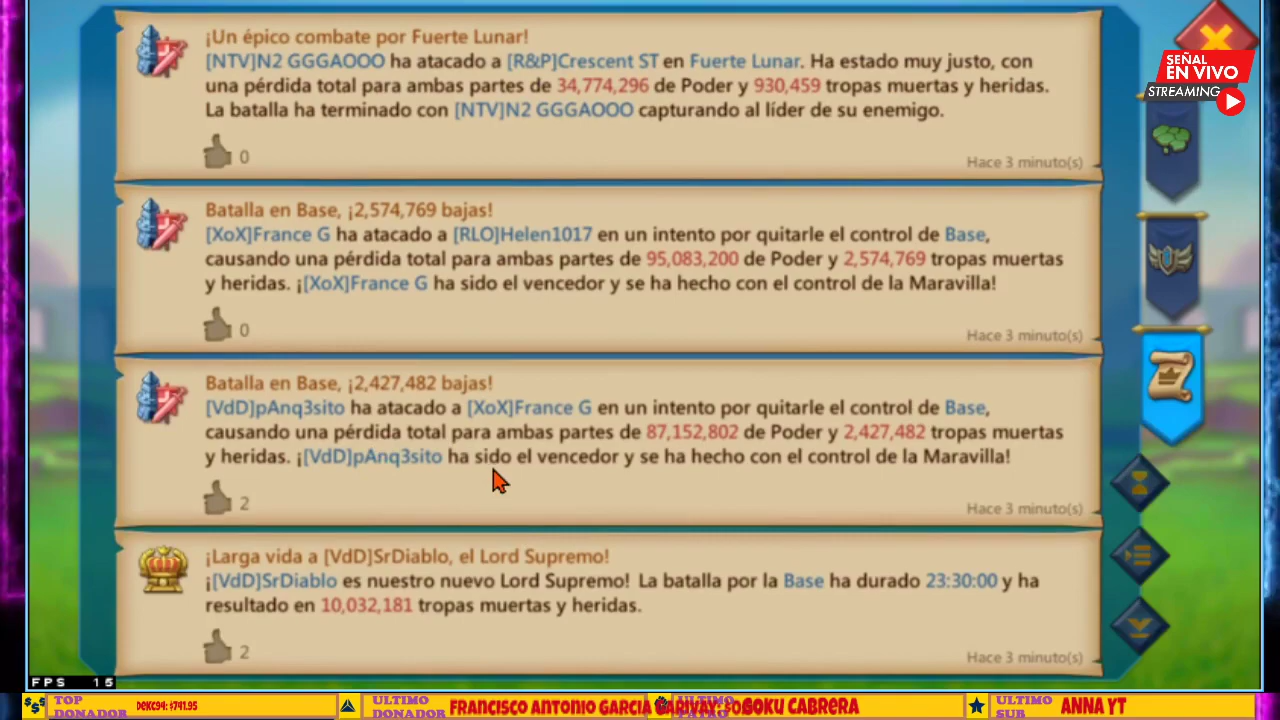 ¡Un épico combate por Fuerte Lunar!
[NTV]N2 GGGAOOO ha atacado a [R&P]Crescent ST en Fuerte Lunar. Ha estado muy justo, con
una pérdida total para ambas partes de 34,774,296 de Poder y 930,459 tropas muertas y heridas.
La batalla ha terminado con [NTV]N2 GGGAOOO capturando al líder de su enemigo.
0
Hace 3 minuto(s)
SEÑAL
EN VIVO
STREAMING
Batalla en Base, ¡2,574,769 bajas!
[XoX]France G ha atacado a [RLO]Helen1017 en un intento por quitarle el control de Base,
causando una pérdida total para ambas partes de 95,083,200 de Poder y 2,574,769 tropas muertas
y heridas. ¡[XoX]France G ha sido el vencedor y se ha hecho con el control de la Maravilla!
0
Hace 3 minuto(s)
Batalla en Base, ¡2,427,482 bajas!
[VdD]pAnq3sito ha atacado a [XoX]France G en un intento por quitarle el control de Base,
causando una pérdida total para ambas partes de 87,152,802 de Poder y 2,427,482 tropas muertas
y heridas. ¡[VdD]pAnq3sito ha sido el vencedor y se ha hecho con el control de la Maravilla!
2
Hace 3 minuto(s)
¡Larga vida a [VdD]SrDiablo, el Lord Supremo!
¡[VdD]SrDiablo es nuestro nuevo Lord Supremo! La batalla por la Base ha durado 23:30:00 y ha
resultado en 10,032,181 tropas muertas y heridas.
2
Hace 3 minuto(s)
FPS 15
TOP
DONADOR
DEKC94: $741.95
ULTIMO
DONADOR
FRANCISCO ANTONIO GARCIA GARIVAY:
ULTIMO
GOKU CABRERA
ULTIMO
SUB
ANNA YT